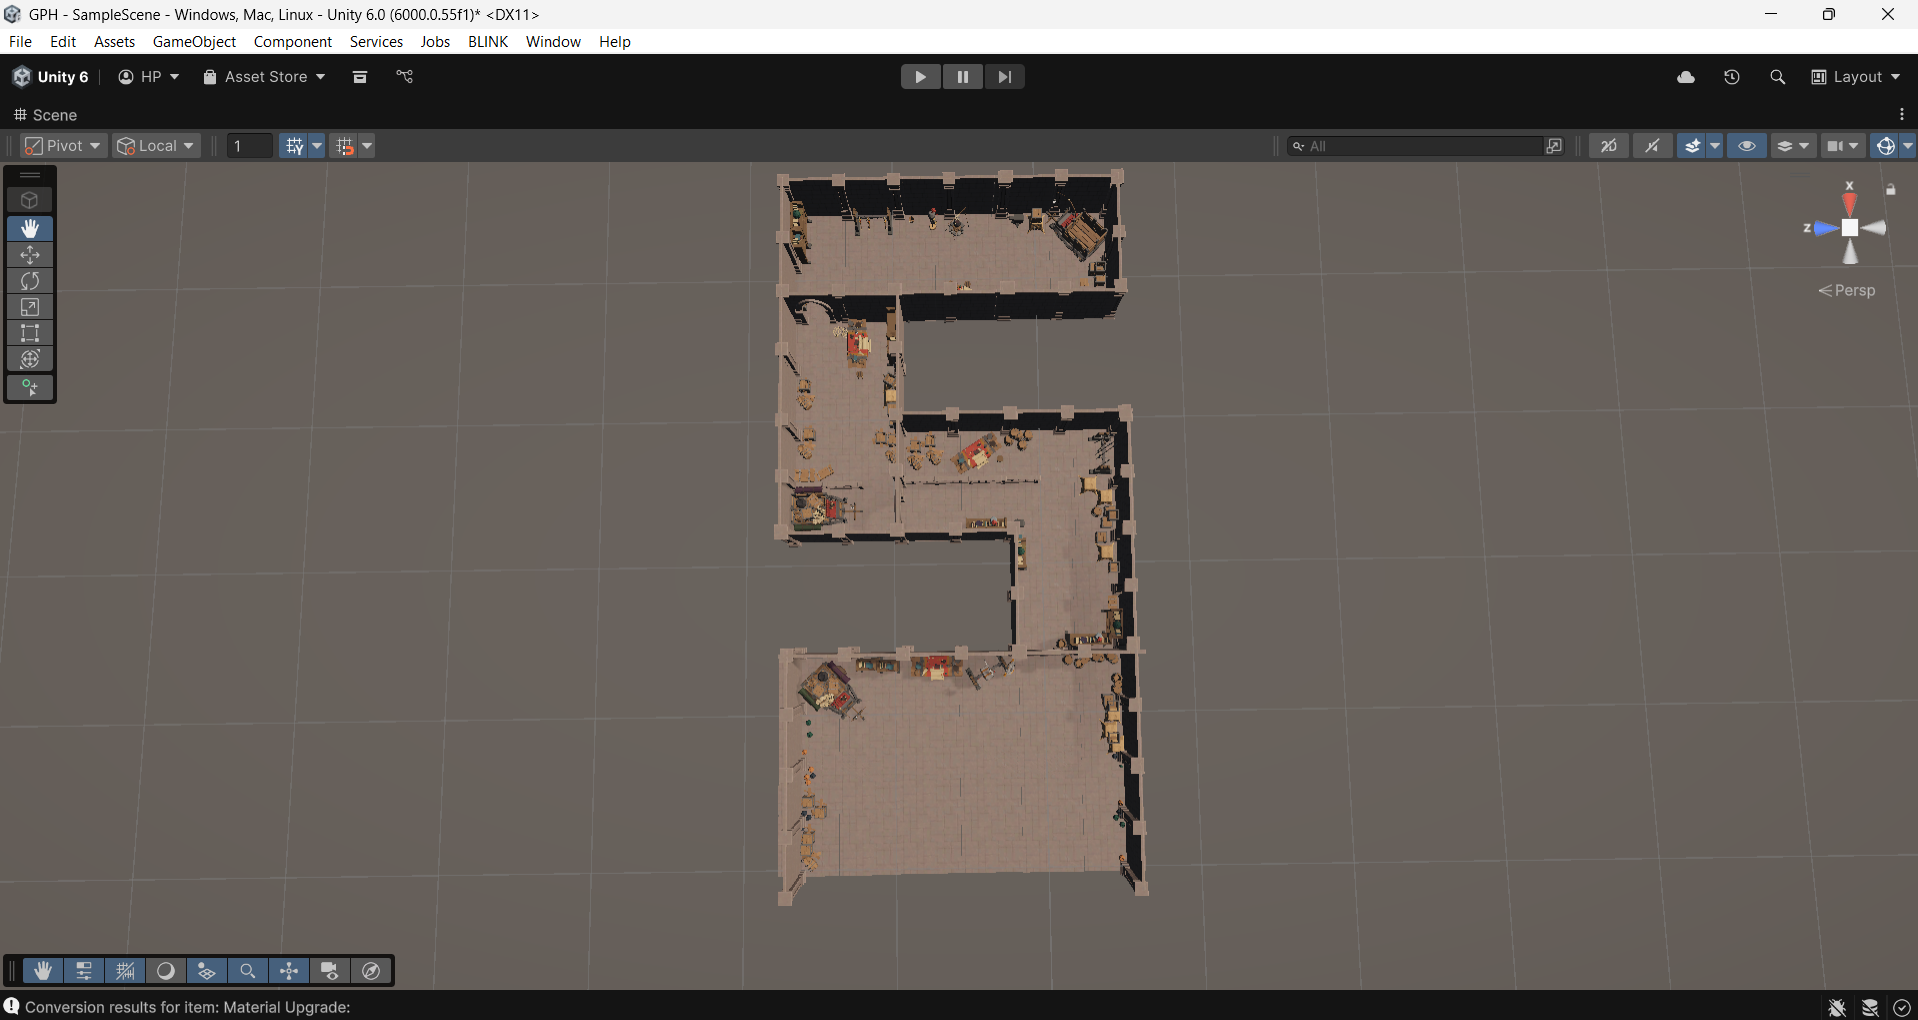 GPH - SampleScene - Windows, Mac, Linux - Unity 6.0 (6000.0.55f1)* <DX11>
File Edit Assets GameObject Component Services Jobs BLINK Window Help
Unity 6 HP Asset Store Layout
Scene
Pivot Local 1 All 2D
x
z
Persp
Conversion results for item: Material Upgrade: